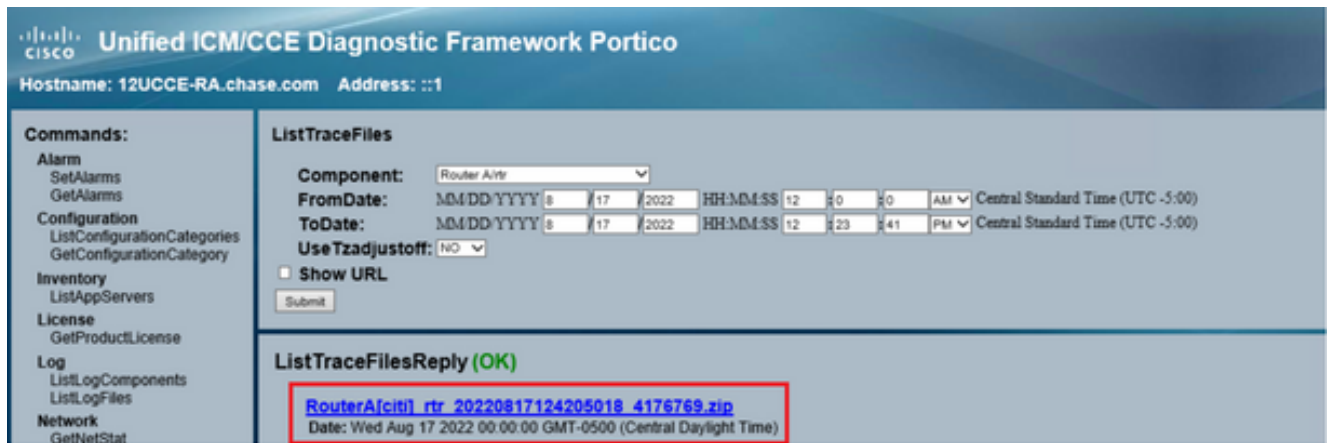 CISCO Unified ICM/CCE Diagnostic Framework Portico
Hostname: 12UCCE-RA.chase.com Address: ::1
Commands:
Alarm
SetAlarms
GetAlarms
Configuration
ListConfigurationCategories
GetConfigurationCategory
Inventory
ListAppServers
License
GetProductLicense
Log
ListLogComponents
ListLogFiles
Network
GetNetStat
ListTraceFiles
Component: Router A/rtr
FromDate: MM/DD/YYYY 8 / 17 / 2022 HH:MM:SS 12 : 0 : 0 AM Central Standard Time (UTC -5:00)
ToDate: MM/DD/YYYY 8 / 17 / 2022 HH:MM:SS 12 : 23 : 41 PM Central Standard Time (UTC -5:00)
UseTzadjustoff: NO
Show URL
Submit
ListTraceFilesReply (OK)
RouterA[citi]_rtr_20220817124205018_4176769.zip
Date: Wed Aug 17 2022 00:00:00 GMT-0500 (Central Daylight Time)